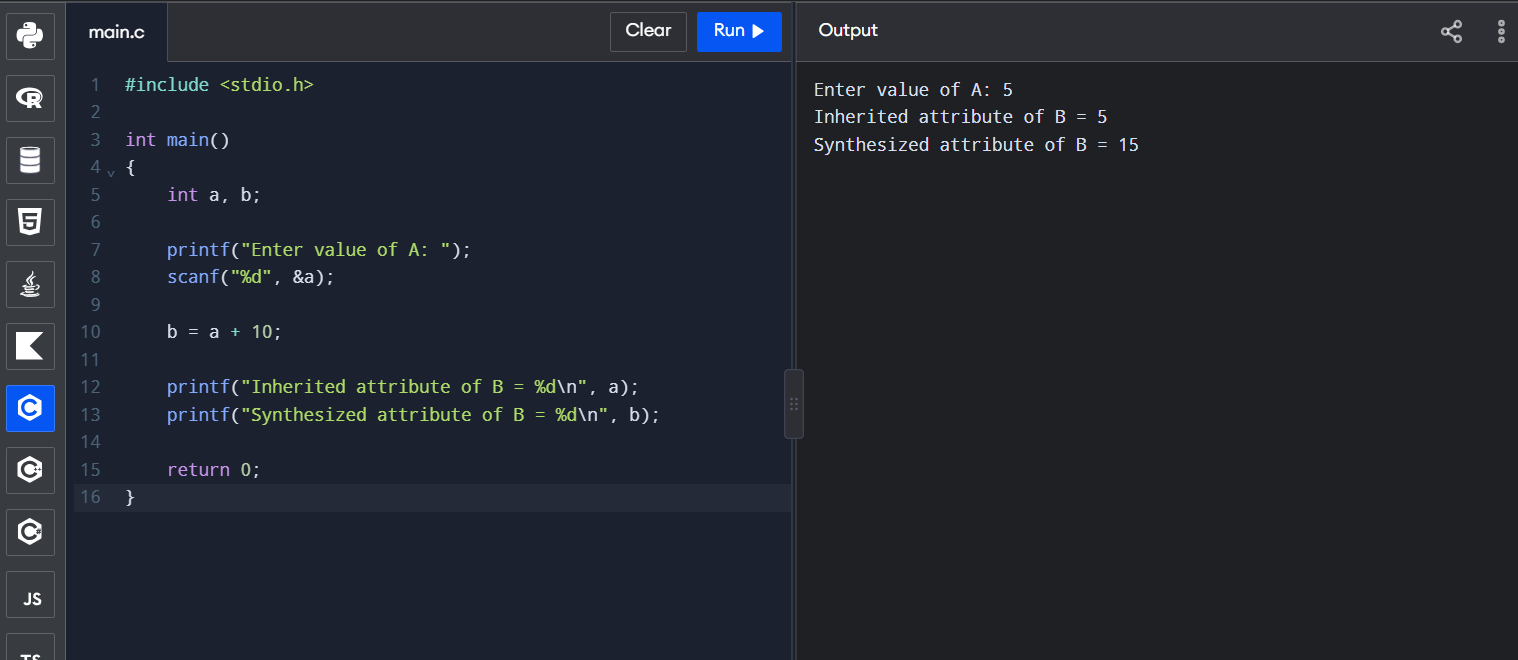 main.c
Clear
Run
Output
1 #include <stdio.h>
2
3 int main()
4 {
5 int a, b;
6
7 printf("Enter value of A: ");
8 scanf("%d", &a);
9
10 b = a + 10;
11
12 printf("Inherited attribute of B = %d\n", a);
13 printf("Synthesized attribute of B = %d\n", b);
14
15 return 0;
16 }
Enter value of A: 5
Inherited attribute of B = 5
Synthesized attribute of B = 15
R
5
C
C
C
JS
TS